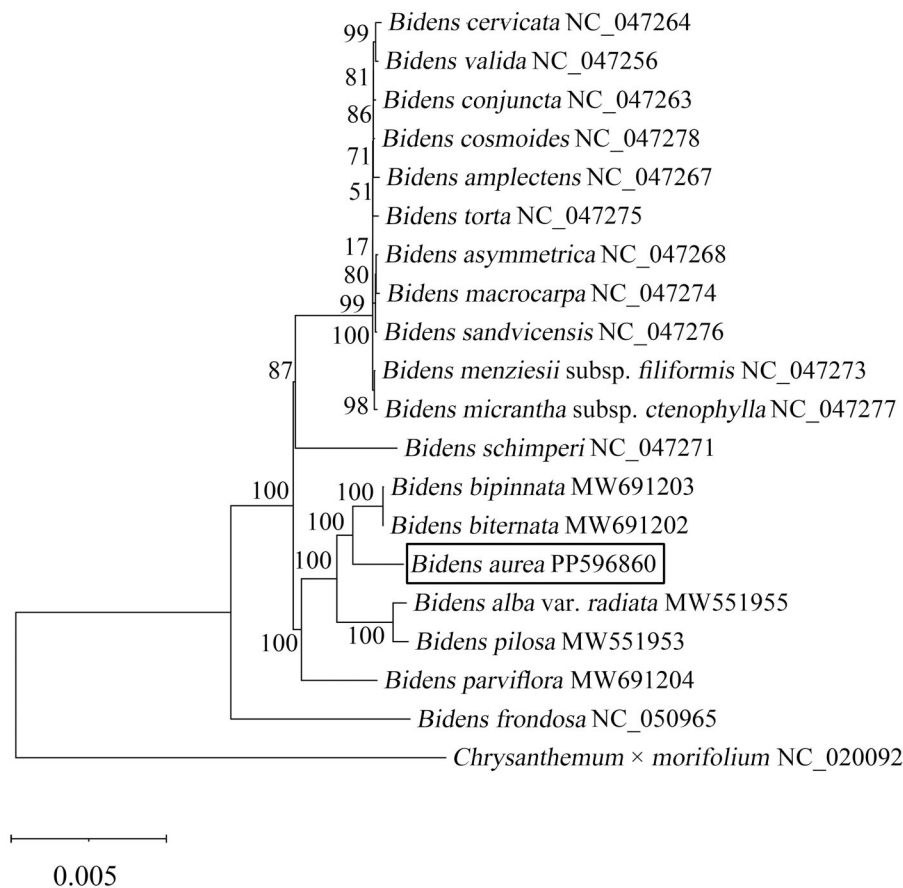 Bidens cervicata NC_047264
99
Bidens valida NC_047256
81
Bidens conjuncta NC_047263
86
Bidens cosmoides NC_047278
71
Bidens amplectens NC_047267
51
Bidens torta NC_047275
17
Bidens asymmetrica NC_047268
80
Bidens macrocarpa NC_047274
99
100
Bidens sandvicensis NC_047276
87
Bidens menziesii subsp. filiformis NC_047273
98
Bidens micrantha subsp. ctenophylla NC_047277
Bidens schimperi NC_047271
100
100
Bidens bipinnata MW691203
100
Bidens biternata MW691202
100
Bidens aurea PP596860
Bidens alba var. radiata MW551955
100
100
Bidens pilosa MW551953
Bidens parviflora MW691204
Bidens frondosa NC_050965
Chrysanthemum × morifolium NC_020092
0.005